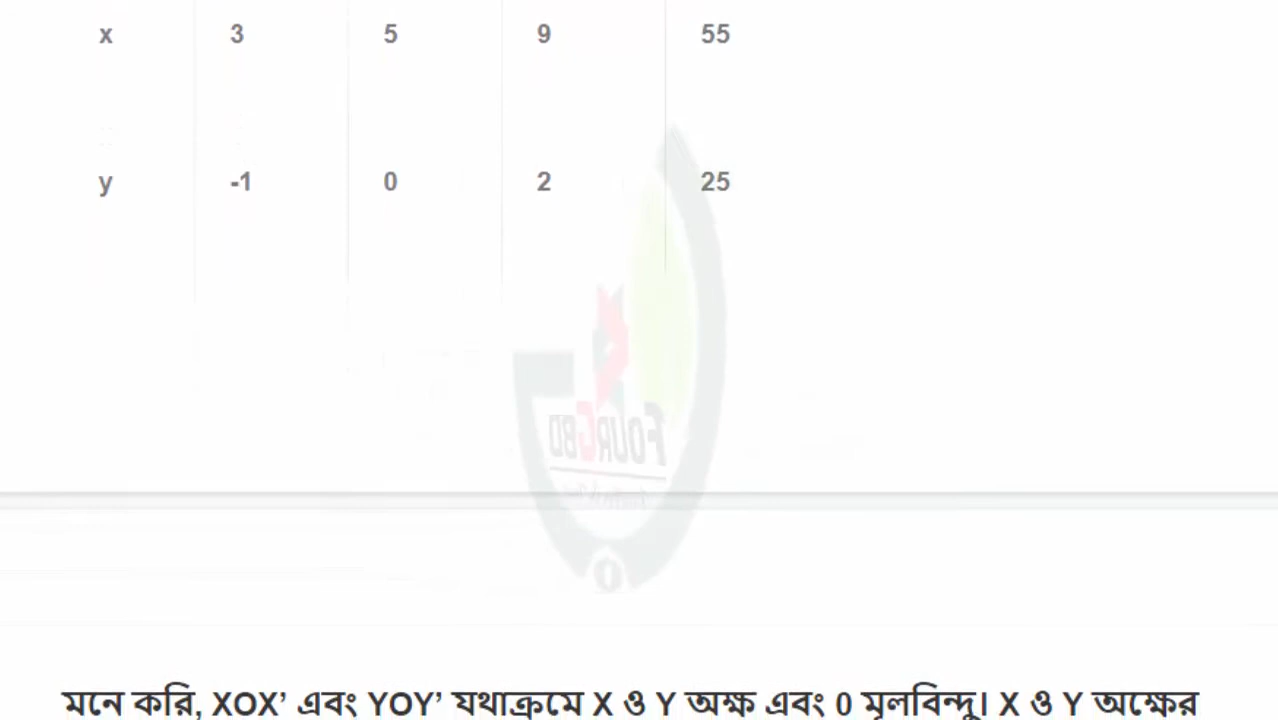 x 3 5 9 55
y -1 0 2 25
FourGBD
মনে করি, XOX’ এবং YOY’ যথাক্রমে X ও Y অক্ষ এবং 0 মূলবিন্দু। X ও Y অক্ষের